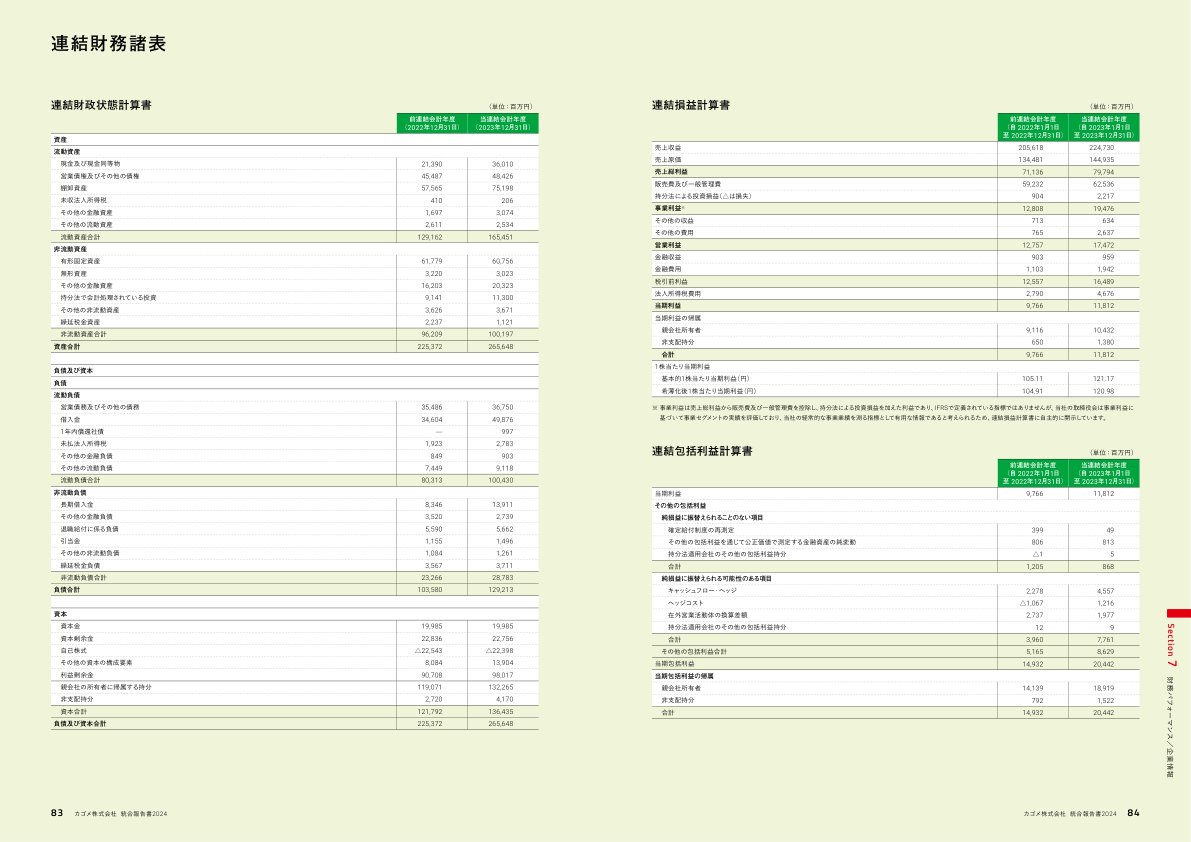 連結財務諸表
連結財政状態計算書
（単位：百万円）
前連結会計年度 当連結会計年度
（2022年12月31日） （2023年12月31日）
資産
流動資産
現金及び現金同等物 21,390 36,010
営業債権及びその他の債権 45,487 48,426
棚卸資産 57,565 75,198
未収法人所得税 410 206
その他の金融資産 1,697 3,074
その他の流動資産 2,611 2,534
流動資産合計 129,162 165,451
非流動資産
有形固定資産 61,779 60,756
無形資産 3,220 3,023
その他の金融資産 16,203 20,323
持分法で会計処理されている投資 9,141 11,300
その他の非流動資産 3,626 3,671
繰延税金資産 2,237 1,121
非流動資産合計 96,209 100,197
資産合計 225,372 265,648
負債及び資本
負債
流動負債
営業債務及びその他の債務 35,486 36,750
借入金 34,604 49,876
1年内償還社債 ― 997
未払法人所得税 1,923 2,783
その他の金融負債 849 903
その他の流動負債 7,449 9,118
流動負債合計 80,313 100,430
非流動負債
長期借入金 8,346 13,911
その他の金融負債 3,520 2,739
退職給付に係る負債 5,590 5,662
引当金 1,155 1,496
その他の非流動負債 1,084 1,261
繰延税金負債 3,567 3,711
非流動負債合計 23,266 28,783
負債合計 103,580 129,213
資本
資本金 19,985 19,985
資本剰余金 22,836 22,756
自己株式 △22,543 △22,398
その他の資本の構成要素 8,084 13,904
利益剰余金 90,708 98,017
親会社の所有者に帰属する持分 119,071 132,265
非支配持分 2,720 4,170
資本合計 121,792 136,435
負債及び資本合計 225,372 265,648
83 カゴメ株式会社 統合報告書2024
連結損益計算書
（単位：百万円）
前連結会計年度 当連結会計年度
（自 2022年1月1日 （自 2023年1月1日
至 2022年12月31日） 至 2023年12月31日）
売上収益 205,618 224,730
売上原価 134,481 144,935
売上総利益 71,136 79,794
販売費及び一般管理費 59,232 62,536
持分法による投資損益（△は損失） 904 2,217
事業利益※ 12,808 19,476
その他の収益 713 634
その他の費用 765 2,637
営業利益 12,757 17,472
金融収益 903 959
金融費用 1,103 1,942
税引前利益 12,557 16,489
法人所得税費用 2,790 4,676
当期利益 9,766 11,812
当期利益の帰属
親会社所有者 9,116 10,432
非支配持分 650 1,380
合計 9,766 11,812
1株当たり当期利益
基本的1株当たり当期利益（円） 105.11 121.17
希薄化後1株当たり当期利益（円） 104.91 120.98
※ 事業利益は売上総利益から販売費及び一般管理費を控除し、持分法による投資損益を加えた利益であり、IFRSで定義されている指標ではありませんが、当社の取締役会は事業利益に
基づいて事業セグメントの実績を評価しており、当社の経常的な事業業績を測る指標として有用な情報であると考えられるため、連結損益計算書に自主的に開示しています。
連結包括利益計算書
（単位：百万円）
前連結会計年度 当連結会計年度
（自 2022年1月1日 （自 2023年1月1日
至 2022年12月31日） 至 2023年12月31日）
当期利益 9,766 11,812
その他の包括利益
純損益に振替えられることのない項目
確定給付制度の再測定 399 49
その他の包括利益を通じて公正価値で測定する金融資産の純変動 806 813
持分法適用会社のその他の包括利益持分 △1 5
合計 1,205 868
純損益に振替えられる可能性のある項目
キャッシュフロー・ヘッジ 2,278 4,557
ヘッジコスト △1,067 1,216
在外営業活動体の換算差額 2,737 1,977
持分法適用会社のその他の包括利益持分 12 9
合計 3,960 7,761
その他の包括利益合計 5,165 8,629
当期包括利益 14,932 20,442
当期包括利益の帰属
親会社所有者 14,139 18,919
非支配持分 792 1,522
合計 14,932 20,442
Section 7 財務パフォーマンス／企業情報
カゴメ株式会社 統合報告書2024 84